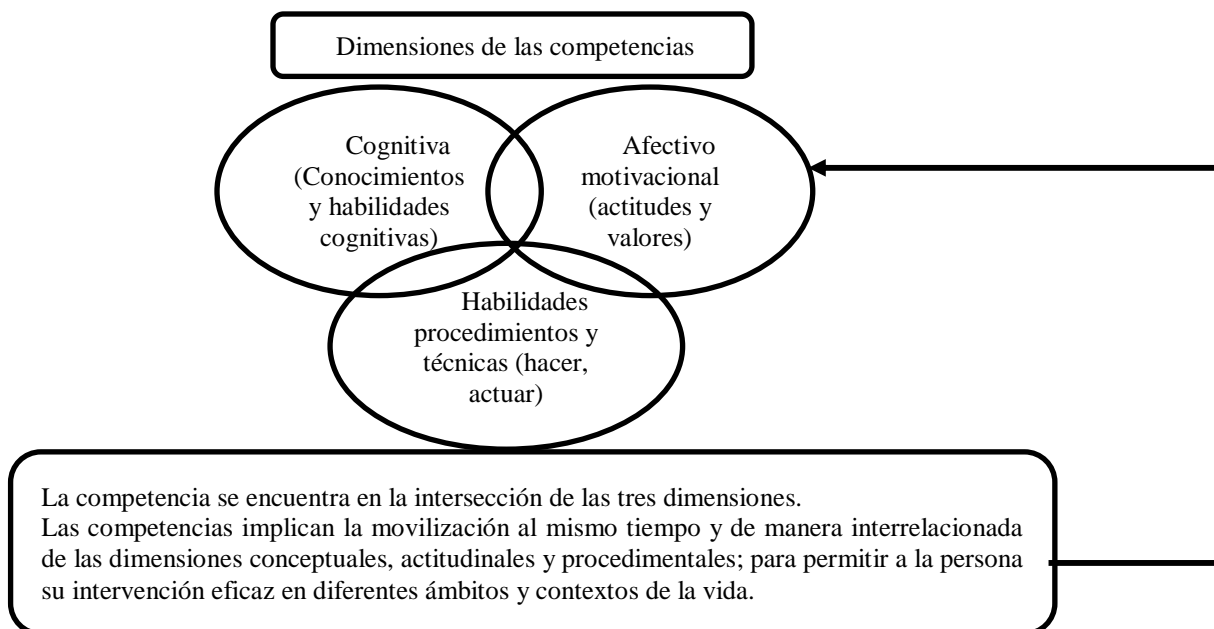 Dimensiones de las competencias
Cognitiva
(Conocimientos
y habilidades
cognitivas)
Afectivo
motivacional
(actitudes y
valores)
Habilidades
procedimientos y
técnicas (hacer,
actuar)
La competencia se encuentra en la intersección de las tres dimensiones.
Las competencias implican la movilización al mismo tiempo y de manera interrelacionada
de las dimensiones conceptuales, actitudinales y procedimentales; para permitir a la persona
su intervención eficaz en diferentes ámbitos y contextos de la vida.